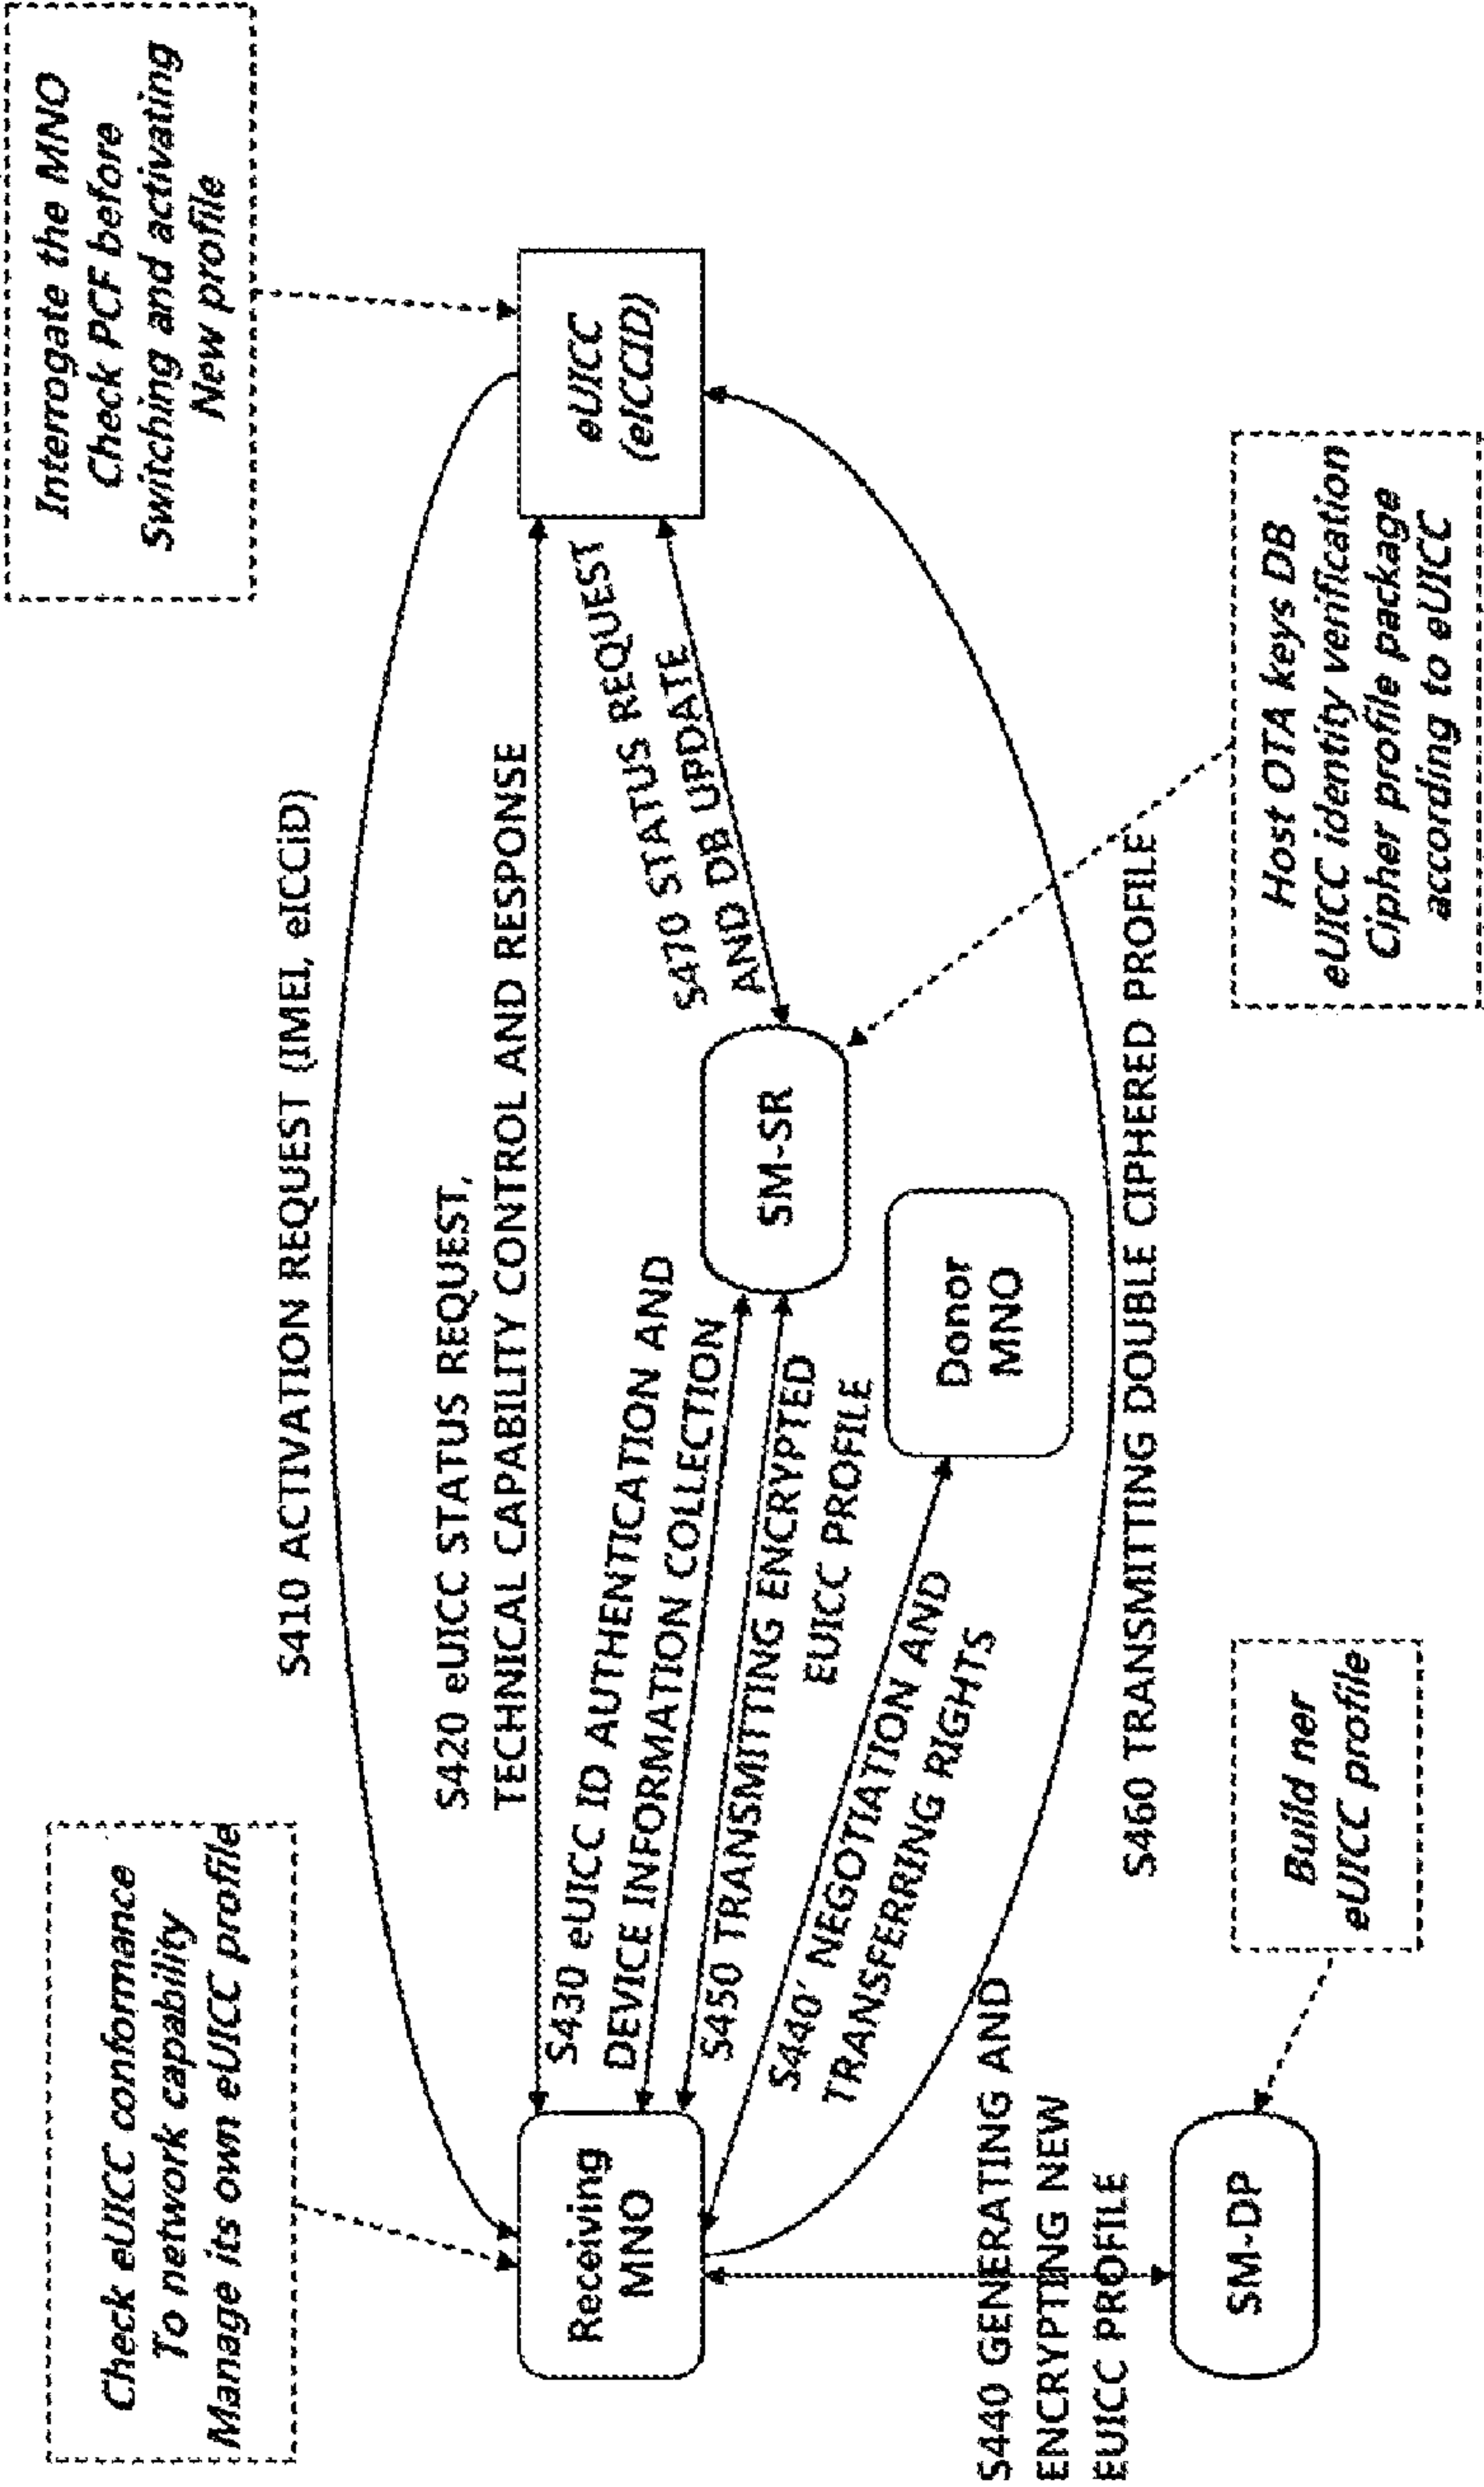 Check eUICC conformance
To network capability
Manage its own eUICC profile
Interrogate the MNO
Check PCF before
Switching and activating
New profile
S410 ACTIVATION REQUEST (IMEI, eICCiD)
S420 eUICC STATUS REQUEST,
TECHNICAL CAPABILITY CONTROL AND RESPONSE
Receiving
MNO
eUICC
(eICCID)
S430 eUICC ID AUTHENTICATION AND
DEVICE INFORMATION COLLECTION
S470 STATUS REQUEST
AND DB UPDATE
SM-SR
S450 TRANSMITTING ENCRYPTED
EUICC PROFILE
S440' NEGOTIATION AND
TRANSFERRING RIGHTS
Donor
MNO
S440 GENERATING AND
ENCRYPTING NEW
EUICC PROFILE
S460 TRANSMITTING DOUBLE CIPHERED PROFILE
SM-DP
Build ner
eUICC profile
Host OTA keys DB
eUICC identity verification
Cipher profile package
according to eUICC